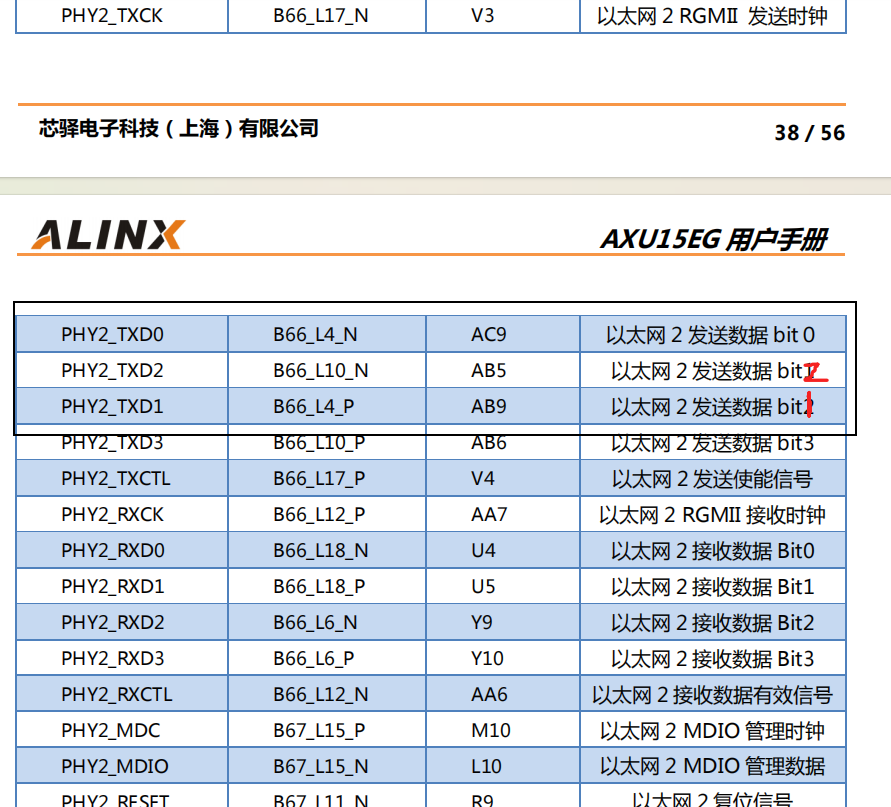 PHY2_TXCK B66_L17_N V3 以太网 2 RGMII 发送时钟
芯驿电子科技（上海）有限公司
38 / 56
ALINX
AXU15EG 用户手册
PHY2_TXD0 B66_L4_N AC9 以太网 2 发送数据 bit 0
PHY2_TXD2 B66_L10_N AB5 以太网 2 发送数据 bit1 2
PHY2_TXD1 B66_L4_P AB9 以太网 2 发送数据 bit2 1
PHY2_TXD3 B66_L10_P AB6 以太网 2 发送数据 bit3
PHY2_TXCTL B66_L17_P V4 以太网 2 发送使能信号
PHY2_RXCK B66_L12_P AA7 以太网 2 RGMII 接收时钟
PHY2_RXD0 B66_L18_N U4 以太网 2 接收数据 Bit0
PHY2_RXD1 B66_L18_P U5 以太网 2 接收数据 Bit1
PHY2_RXD2 B66_L6_N Y9 以太网 2 接收数据 Bit2
PHY2_RXD3 B66_L6_P Y10 以太网 2 接收数据 Bit3
PHY2_RXCTL B66_L12_N AA6 以太网 2 接收数据有效信号
PHY2_MDC B67_L15_P M10 以太网 2 MDIO 管理时钟
PHY2_MDIO B67_L15_N L10 以太网 2 MDIO 管理数据
PHY2_RESET B67_L11_N R9 以太网 2 复位信号